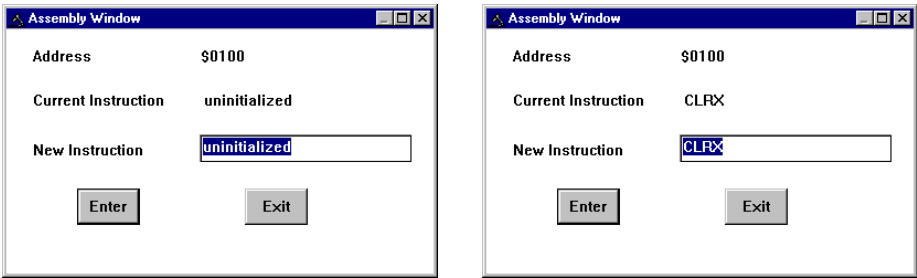 Assembly Window
Address $0100
Current Instruction uninitialized
New Instruction uninitialized
Enter Exit
Assembly Window
Address $0100
Current Instruction CLRX
New Instruction CLRX
Enter Exit